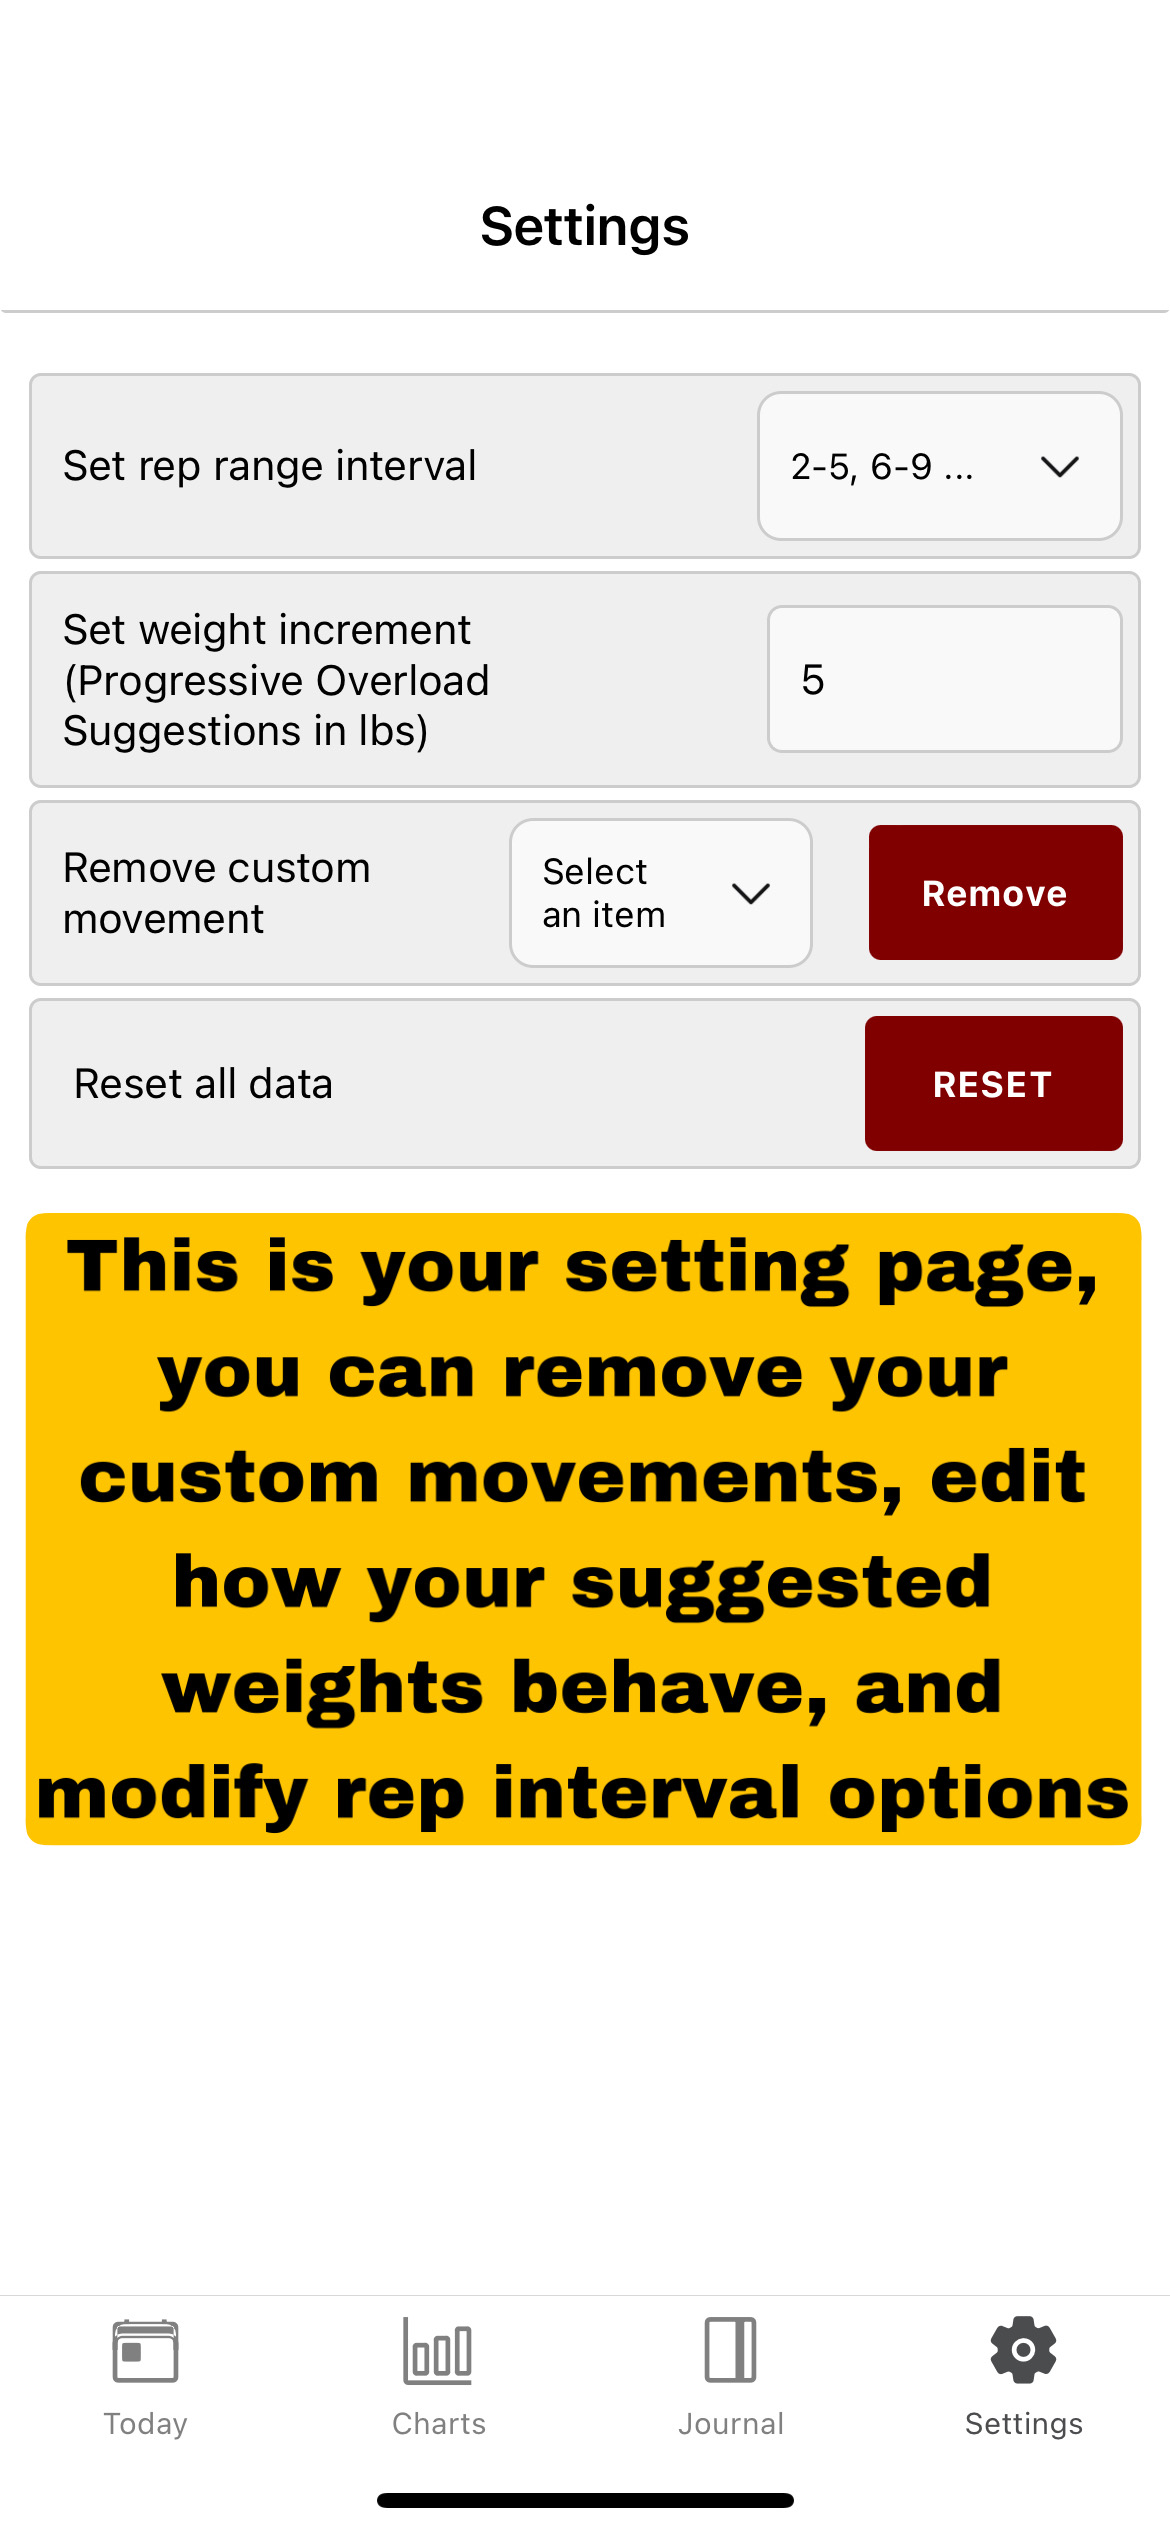 Settings
Set rep range interval
2-5, 6-9 ...
Set weight increment
(Progressive Overload
Suggestions in lbs)
5
Remove custom
movement
Select
an item
Remove
Reset all data
RESET
This is your setting page,
you can remove your
custom movements, edit
how your suggested
weights behave, and
modify rep interval options
Today
Charts
Journal
Settings